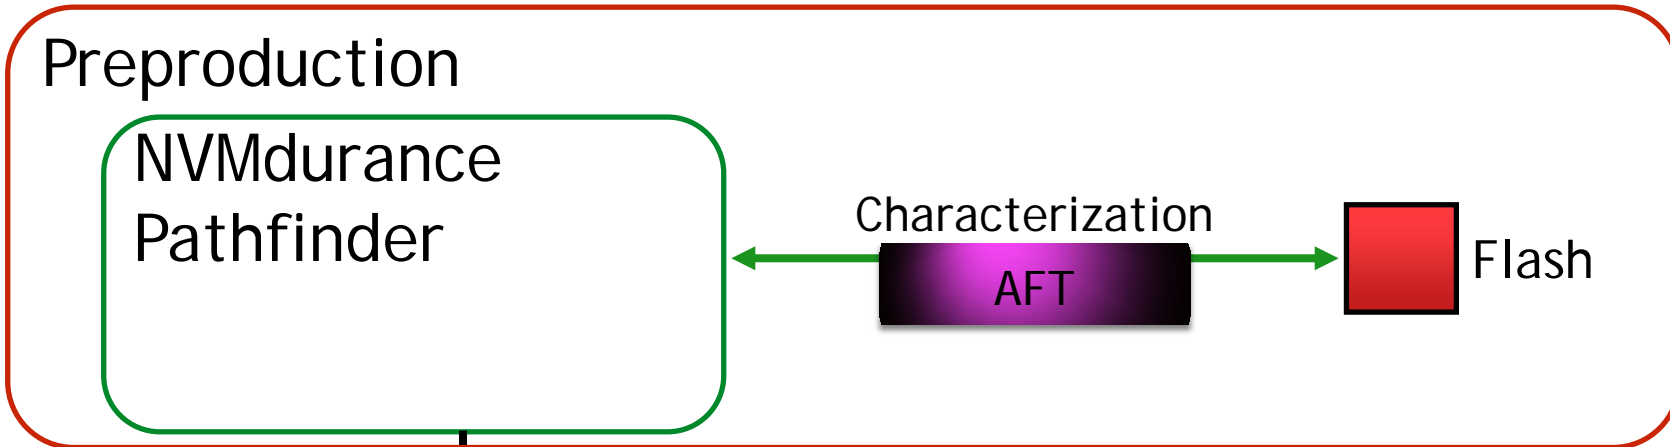 Preproduction
NVMdurance
Pathfinder
Characterization
AFT
Flash